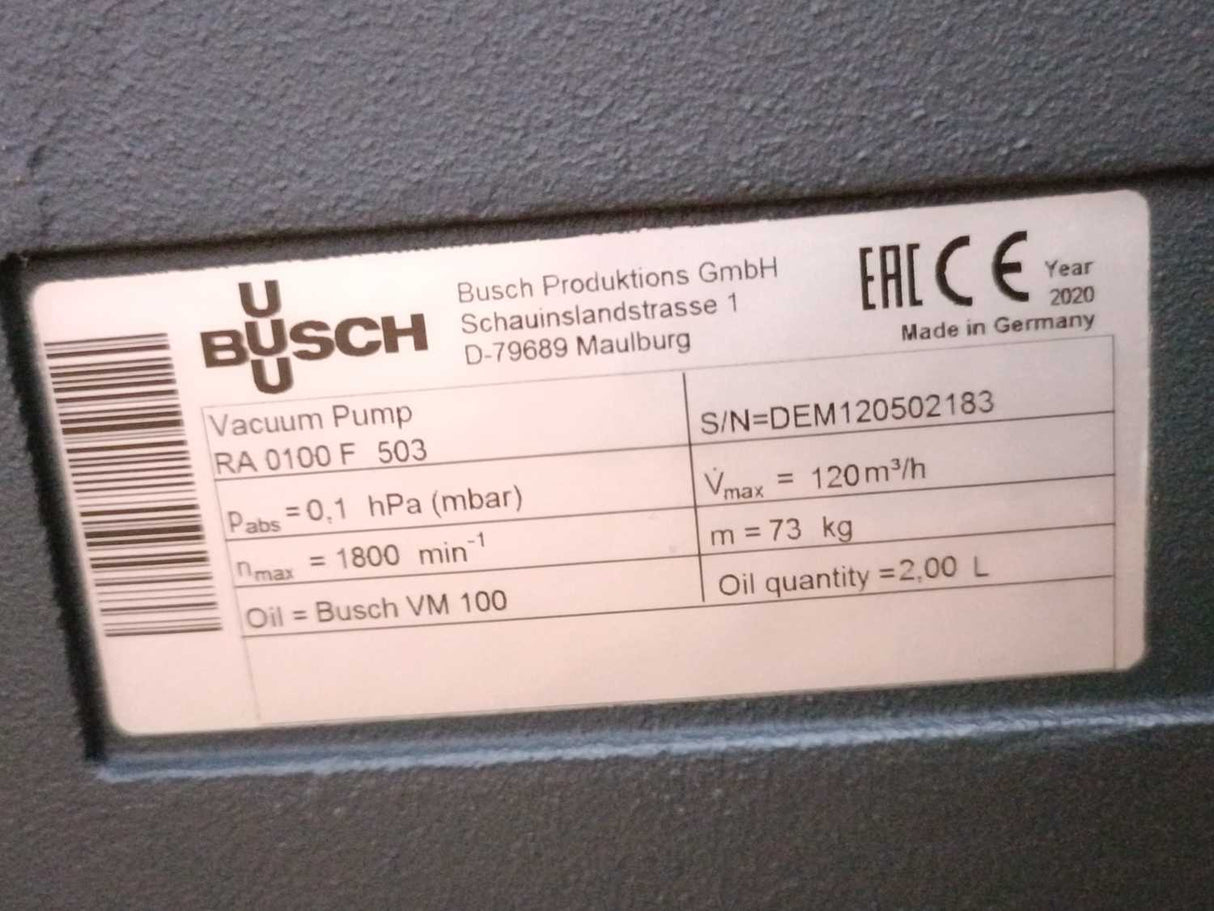 BUSCH
Busch Produktions GmbH
Schauinslandstrasse 1
D-79689 Maulburg
EAC CE Year
2020
Made in Germany
Vacuum Pump
RA 0100 F 503
S/N=DEM120502183
Pabs =0,1 hPa (mbar)
V̇max = 120m³/h
nmax = 1800 min⁻¹
m = 73 kg
Oil = Busch VM 100
Oil quantity =2,00 L